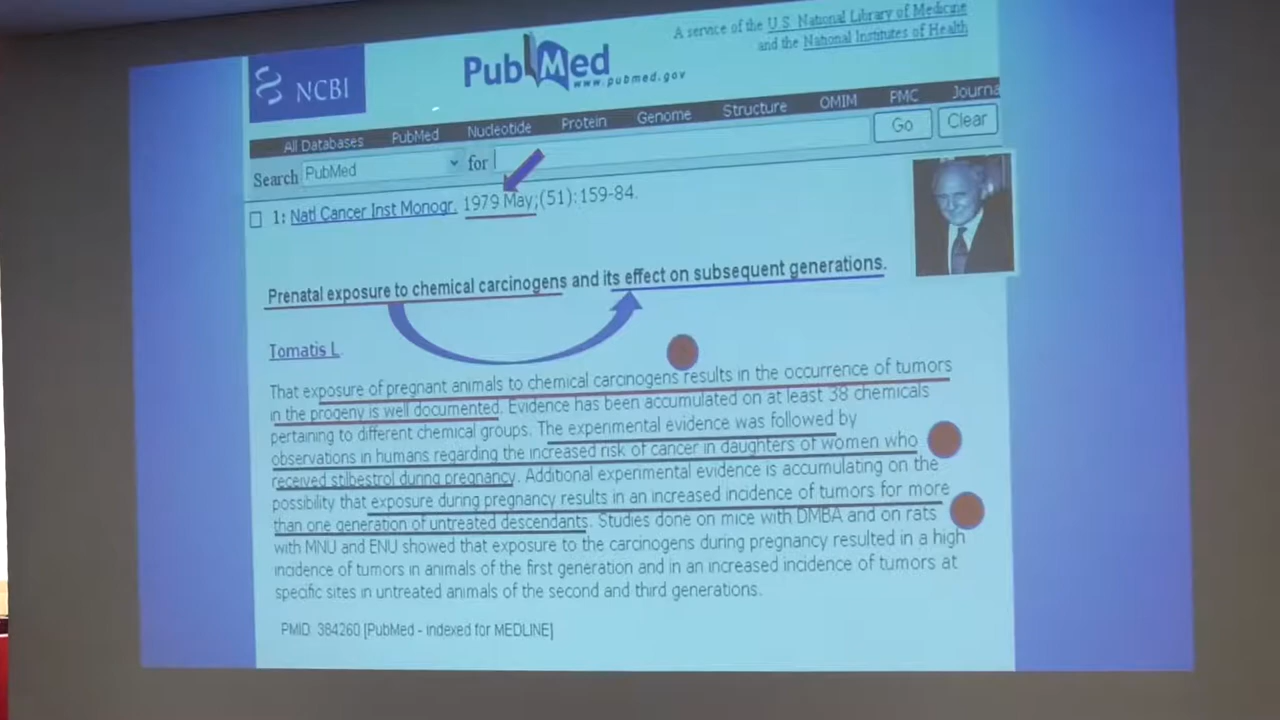 A service of the U.S. National Library of Medicine
and the National Institutes of Health
NCBI
PubMed
www.pubmed.gov
All Databases PubMed Nucleotide Protein Genome Structure OMIM PMC Journa
Search PubMed for Go Clear
1: Natl Cancer Inst Monogr. 1979 May;(51):159-84.
Prenatal exposure to chemical carcinogens and its effect on subsequent generations.
Tomatis L.
That exposure of pregnant animals to chemical carcinogens results in the occurrence of tumors
in the progeny is well documented. Evidence has been accumulated on at least 38 chemicals
pertaining to different chemical groups. The experimental evidence was followed by
observations in humans regarding the increased risk of cancer in daughters of women who
received stilbestrol during pregnancy. Additional experimental evidence is accumulating on the
possibility that exposure during pregnancy results in an increased incidence of tumors for more
than one generation of untreated descendants. Studies done on mice with DMBA and on rats
with MNU and ENU showed that exposure to the carcinogens during pregnancy resulted in a high
incidence of tumors in animals of the first generation and in an increased incidence of tumors at
specific sites in untreated animals of the second and third generations.
PMID: 384260 [PubMed - indexed for MEDLINE]